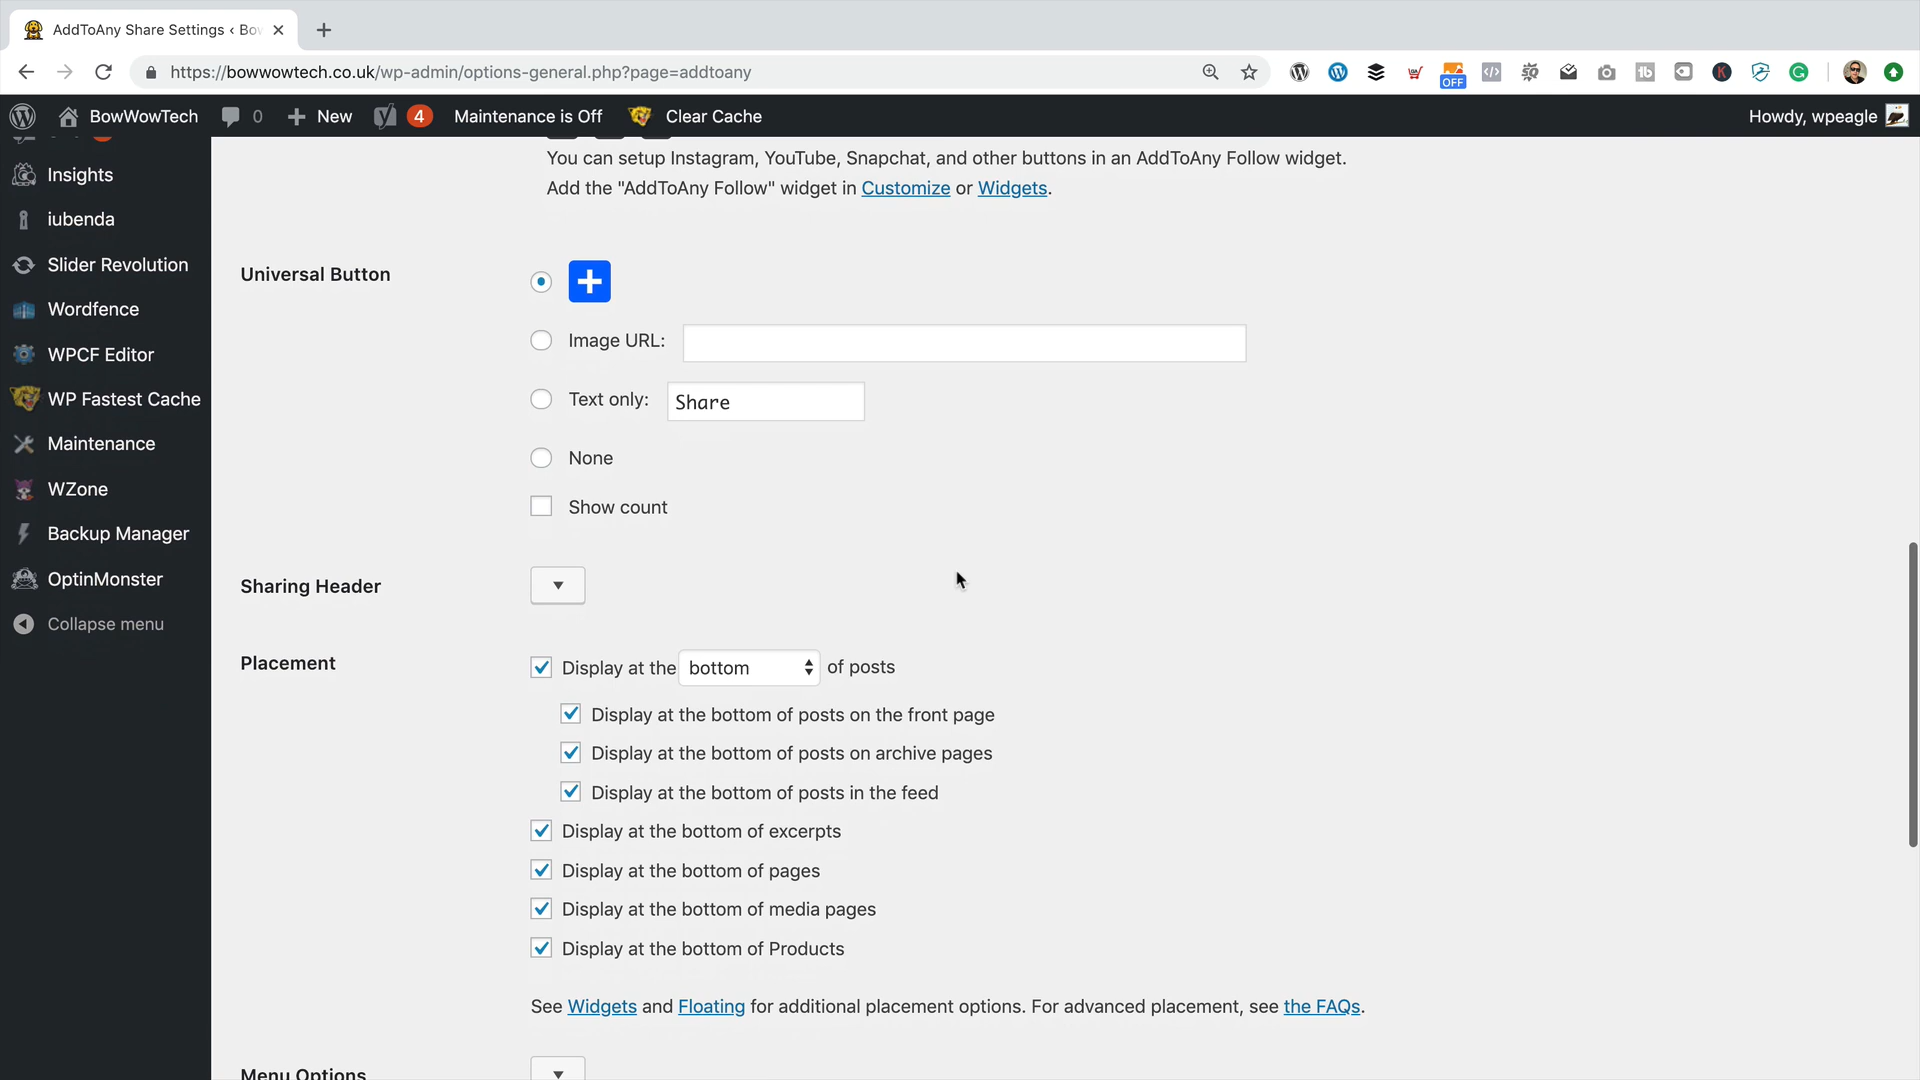 AddToAny Share Settings ‹ Bow
https://bowwowtech.co.uk/wp-admin/options-general.php?page=addtoany
OFF
BowWowTech
0
New
4
Maintenance is Off
Clear Cache
Howdy, wpeagle
You can setup Instagram, YouTube, Snapchat, and other buttons in an AddToAny Follow widget.
Add the "AddToAny Follow" widget in Customize or Widgets.
Insights
iubenda
Slider Revolution
Wordfence
WPCF Editor
WP Fastest Cache
Maintenance
WZone
Backup Manager
OptinMonster
Collapse menu
Universal Button
Image URL:
Text only: Share
None
Show count
Sharing Header
Placement
Display at the bottom of posts
Display at the bottom of posts on the front page
Display at the bottom of posts on archive pages
Display at the bottom of posts in the feed
Display at the bottom of excerpts
Display at the bottom of pages
Display at the bottom of media pages
Display at the bottom of Products
See Widgets and Floating for additional placement options. For advanced placement, see the FAQs.
Menu Options